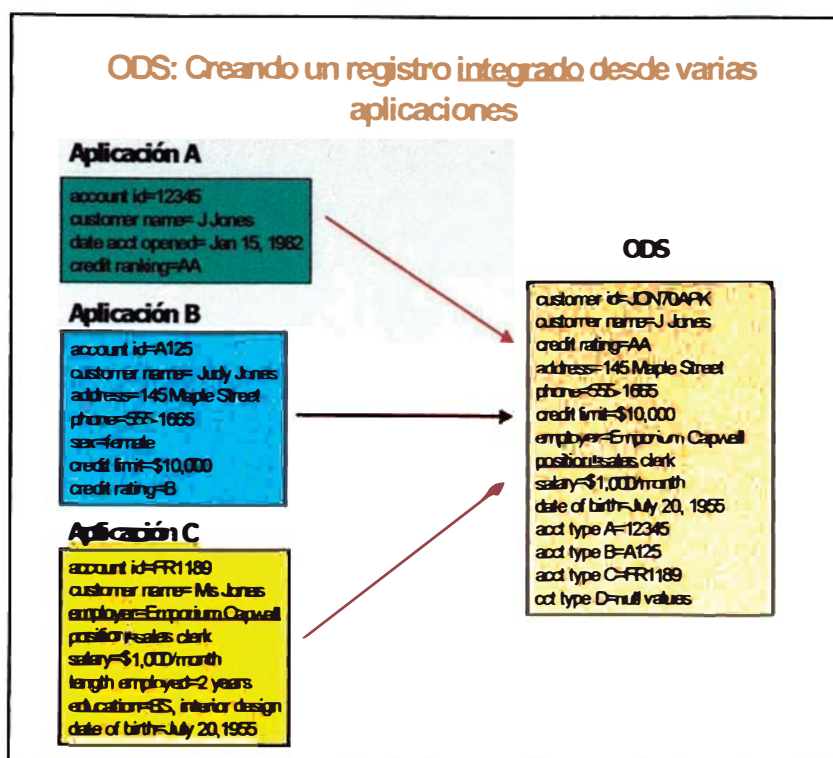 ODS: Creando un registro integrado desde varias
aplicaciones
Aplicación A
account id=12345
customer name= J Jones
date acct opened= Jan 15, 1982
credit ranking=AA
Aplicación B
account id=A125
customer name= Judy Jones
address=145 Maple Street
phone=555-1665
sex=female
credit limit=$10,000
credit rating=B
Aplicación C
account id=FR1189
customer name= Ms Jones
employer=Emporium Capwell
position=sales clerk
salary=$1,000/month
length employed=2 years
education=BS, interior design
date of birth=July 20,1955
ODS
customer id=JON70APK
customer name=J Jones
credit rating=AA
address=145 Maple Street
phone=555-1665
credit limit=$10,000
employer=Emporium Capwell
position=sales clerk
salary=$1,000/month
date of birth=July 20, 1955
acct type A=12345
acct type B=A125
acct type C=FR1189
cct type D=null values